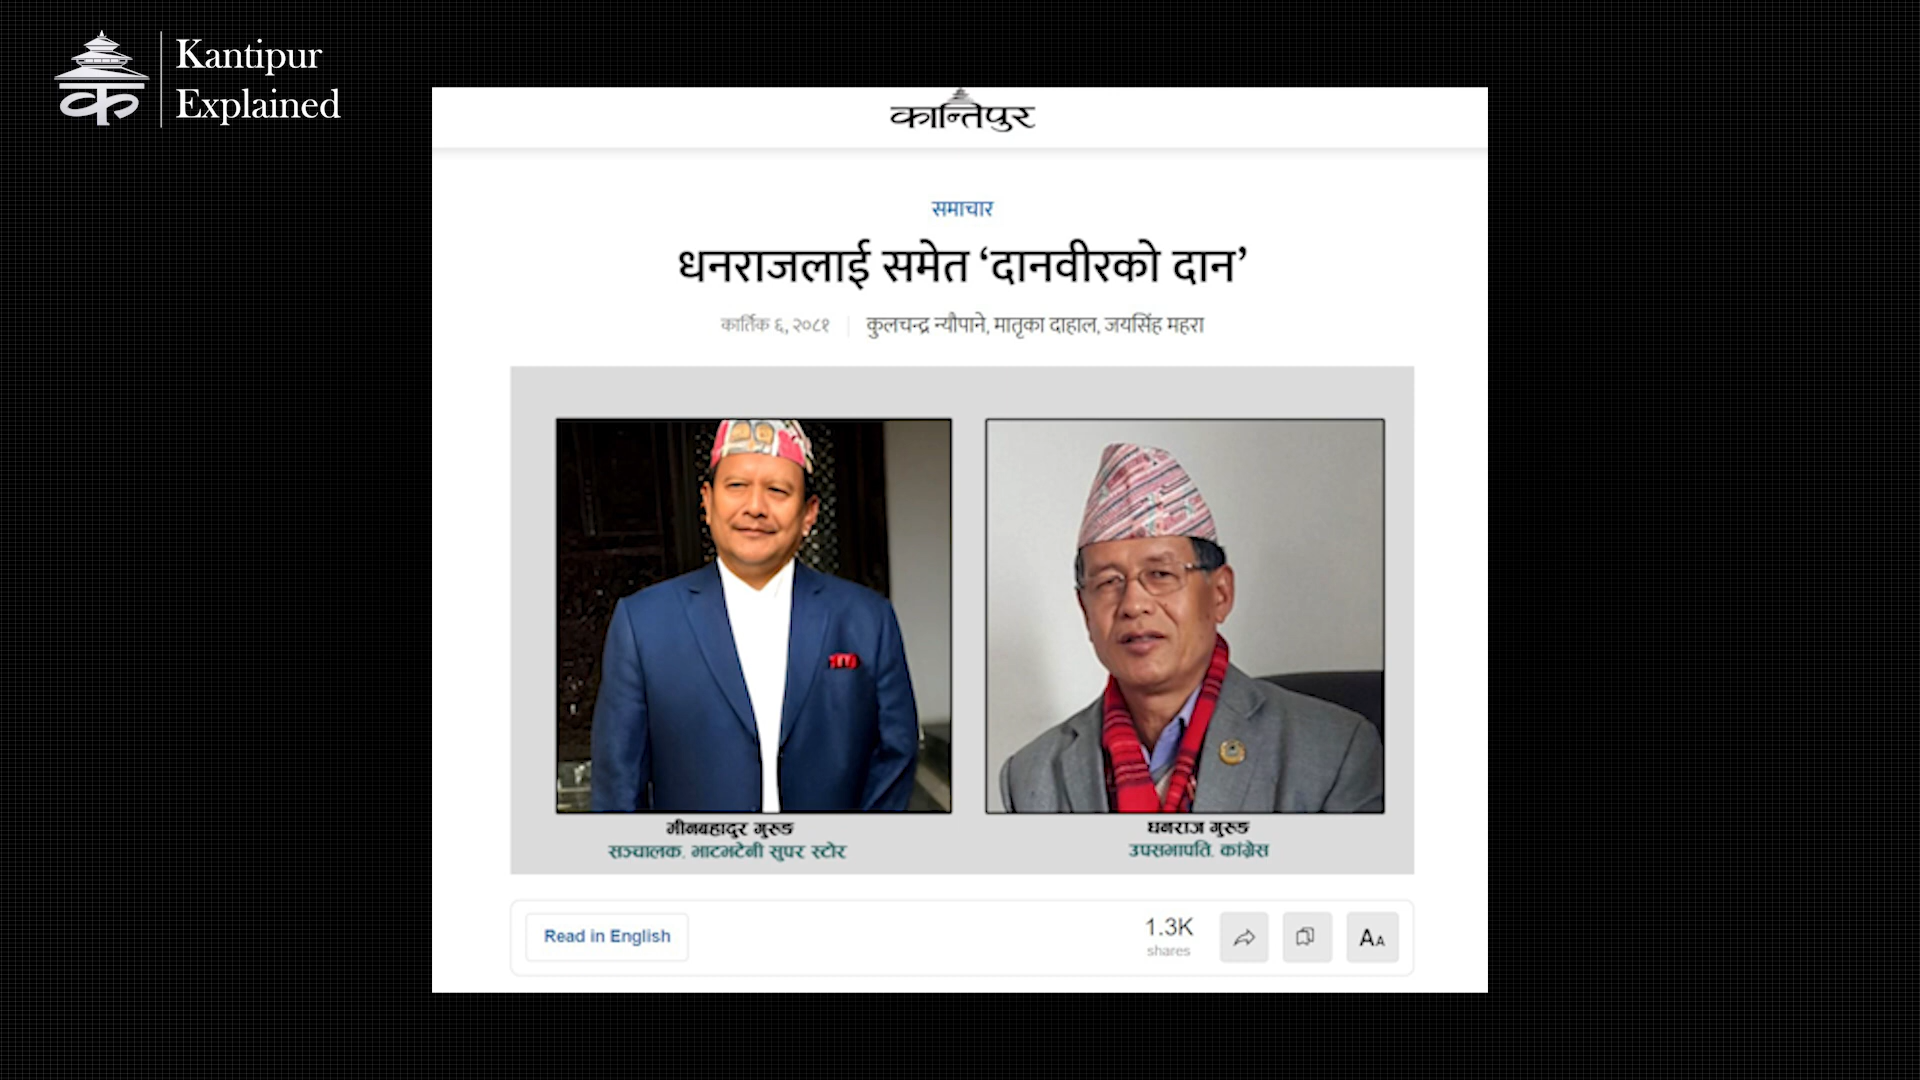 Kantipur
Explained
कान्तिपुर
समाचार
धनराजलाई समेत ‘दानवीरको दान’
कार्तिक ६, २०८१ कुलचन्द्र न्यौपाने, मातृका दाहाल, जयसिंह महरा
मीनबहादुर गुरुङ
सञ्चालक, भाटभटेनी सुपर स्टोर
धनराज गुरुङ
उपसभापति, कांग्रेस
Read in English
1.3K
shares
AA